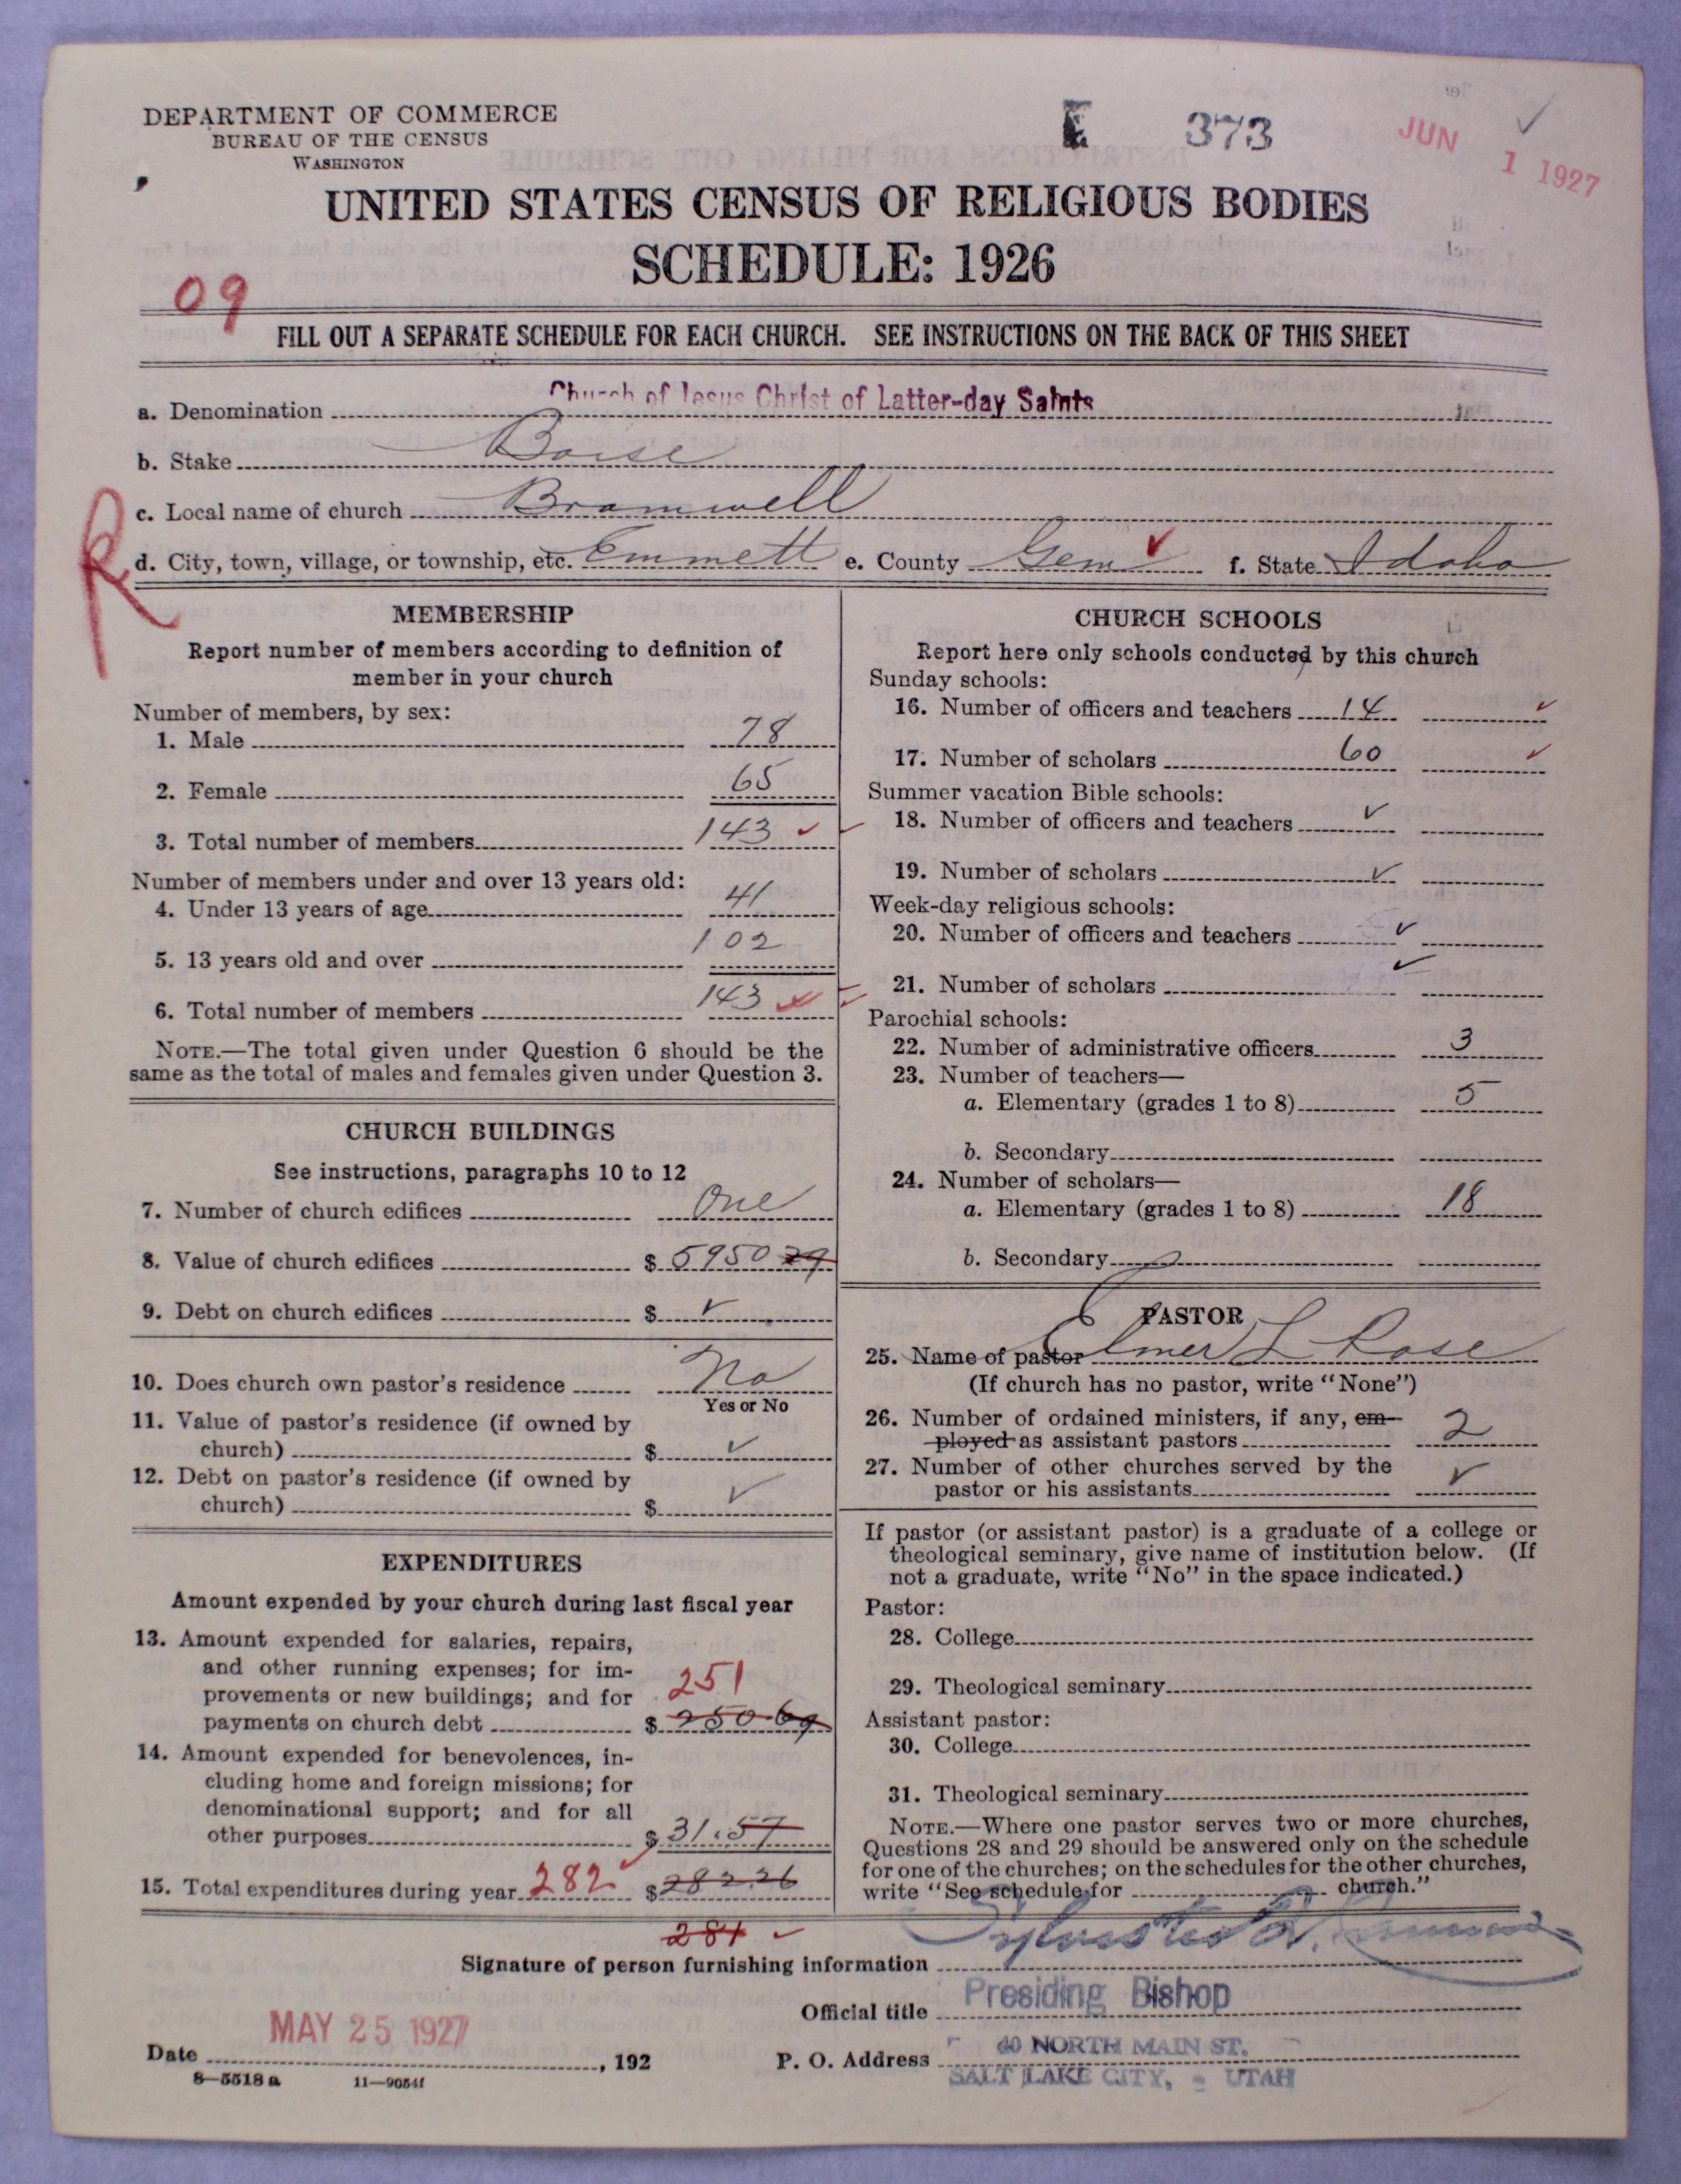 DEPARTMENT OF COMMERCE
BUREAU OF THE CENSUS
WASHINGTON
E 373
JUN 1 1927
UNITED STATES CENSUS OF RELIGIOUS BODIES
SCHEDULE: 1926
09
FILL OUT A SEPARATE SCHEDULE FOR EACH CHURCH. SEE INSTRUCTIONS ON THE BACK OF THIS SHEET
a. Denomination Church of Jesus Christ of Latter-day Saints
b. Stake Boise
c. Local name of church Bramwell
R
d. City, town, village, or township, etc. Emmett e. County Gem f. State Idaho
MEMBERSHIP
Report number of members according to definition of
member in your church
Number of members, by sex:
1. Male 78
2. Female 65
3. Total number of members 143
Number of members under and over 13 years old:
4. Under 13 years of age 41
5. 13 years old and over 102
6. Total number of members 143
NOTE.—The total given under Question 6 should be the
same as the total of males and females given under Question 3.
CHURCH BUILDINGS
See instructions, paragraphs 10 to 12
7. Number of church edifices One
8. Value of church edifices $ 5950 29
9. Debt on church edifices $ ✓
10. Does church own pastor's residence No
Yes or No
11. Value of pastor's residence (if owned by
church) $ ✓
12. Debt on pastor's residence (if owned by
church) $ ✓
EXPENDITURES
Amount expended by your church during last fiscal year
13. Amount expended for salaries, repairs,
and other running expenses; for im-
provements or new buildings; and for 251
payments on church debt $ 250.69
14. Amount expended for benevolences, in-
cluding home and foreign missions; for
denominational support; and for all
other purposes $ 31.57
15. Total expenditures during year 282 $ 282.26
281
CHURCH SCHOOLS
Report here only schools conducted by this church
Sunday schools:
16. Number of officers and teachers 14
17. Number of scholars 60
Summer vacation Bible schools:
18. Number of officers and teachers ✓
19. Number of scholars ✓
Week-day religious schools:
20. Number of officers and teachers ✓
21. Number of scholars ✓
Parochial schools:
22. Number of administrative officers 3
23. Number of teachers—
a. Elementary (grades 1 to 8) 5
b. Secondary
24. Number of scholars—
a. Elementary (grades 1 to 8) 18
b. Secondary
PASTOR
25. Name of pastor Elmer L Rose
(If church has no pastor, write "None")
26. Number of ordained ministers, if any, em-
ployed as assistant pastors 2
27. Number of other churches served by the
pastor or his assistants ✓
If pastor (or assistant pastor) is a graduate of a college or
theological seminary, give name of institution below. (If
not a graduate, write "No" in the space indicated.)
Pastor:
28. College
29. Theological seminary
Assistant pastor:
30. College
31. Theological seminary
NOTE.—Where one pastor serves two or more churches,
Questions 28 and 29 should be answered only on the schedule
for one of the churches; on the schedules for the other churches,
write "See schedule for church."
Signature of person furnishing information Sylvester Q. Cannon
Official title Presiding Bishop
MAY 25 1927
Date , 192
P. O. Address 40 NORTH MAIN ST.
SALT LAKE CITY, - UTAH
8—5518 a 11—9054f